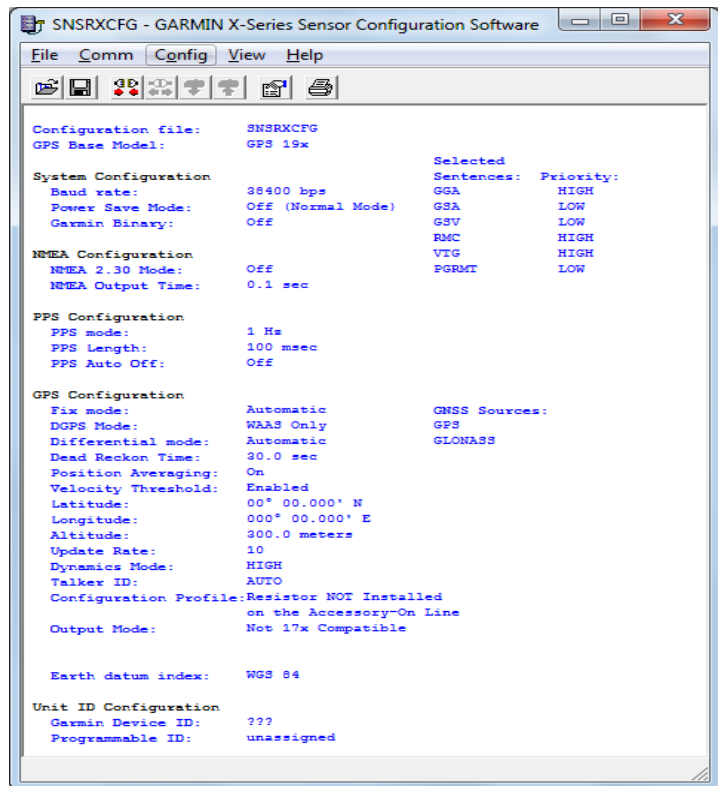 SNSRXCFG - GARMIN X-Series Sensor Configuration Software
File Comm Config View Help
Configuration file: SNSRXCFG
GPS Base Model: GPS 19x
Selected
System Configuration Sentences: Priority:
Baud rate: 38400 bps GGA HIGH
Power Save Mode: Off (Normal Mode) GSA LOW
Garmin Binary: Off GSV LOW
RMC HIGH
NMEA Configuration VTG HIGH
NMEA 2.30 Mode: Off PGRMT LOW
NMEA Output Time: 0.1 sec
PPS Configuration
PPS mode: 1 Hz
PPS Length: 100 msec
PPS Auto Off: Off
GPS Configuration
Fix mode: Automatic GNSS Sources:
DGPS Mode: WAAS Only GPS
Differential mode: Automatic GLONASS
Dead Reckon Time: 30.0 sec
Position Averaging: On
Velocity Threshold: Enabled
Latitude: 00° 00.000' N
Longitude: 000° 00.000' E
Altitude: 300.0 meters
Update Rate: 10
Dynamics Mode: HIGH
Talker ID: AUTO
Configuration Profile:Resistor NOT Installed
on the Accessory-On Line
Output Mode: Not 17x Compatible
Earth datum index: WGS 84
Unit ID Configuration
Garmin Device ID: ???
Programmable ID: unassigned